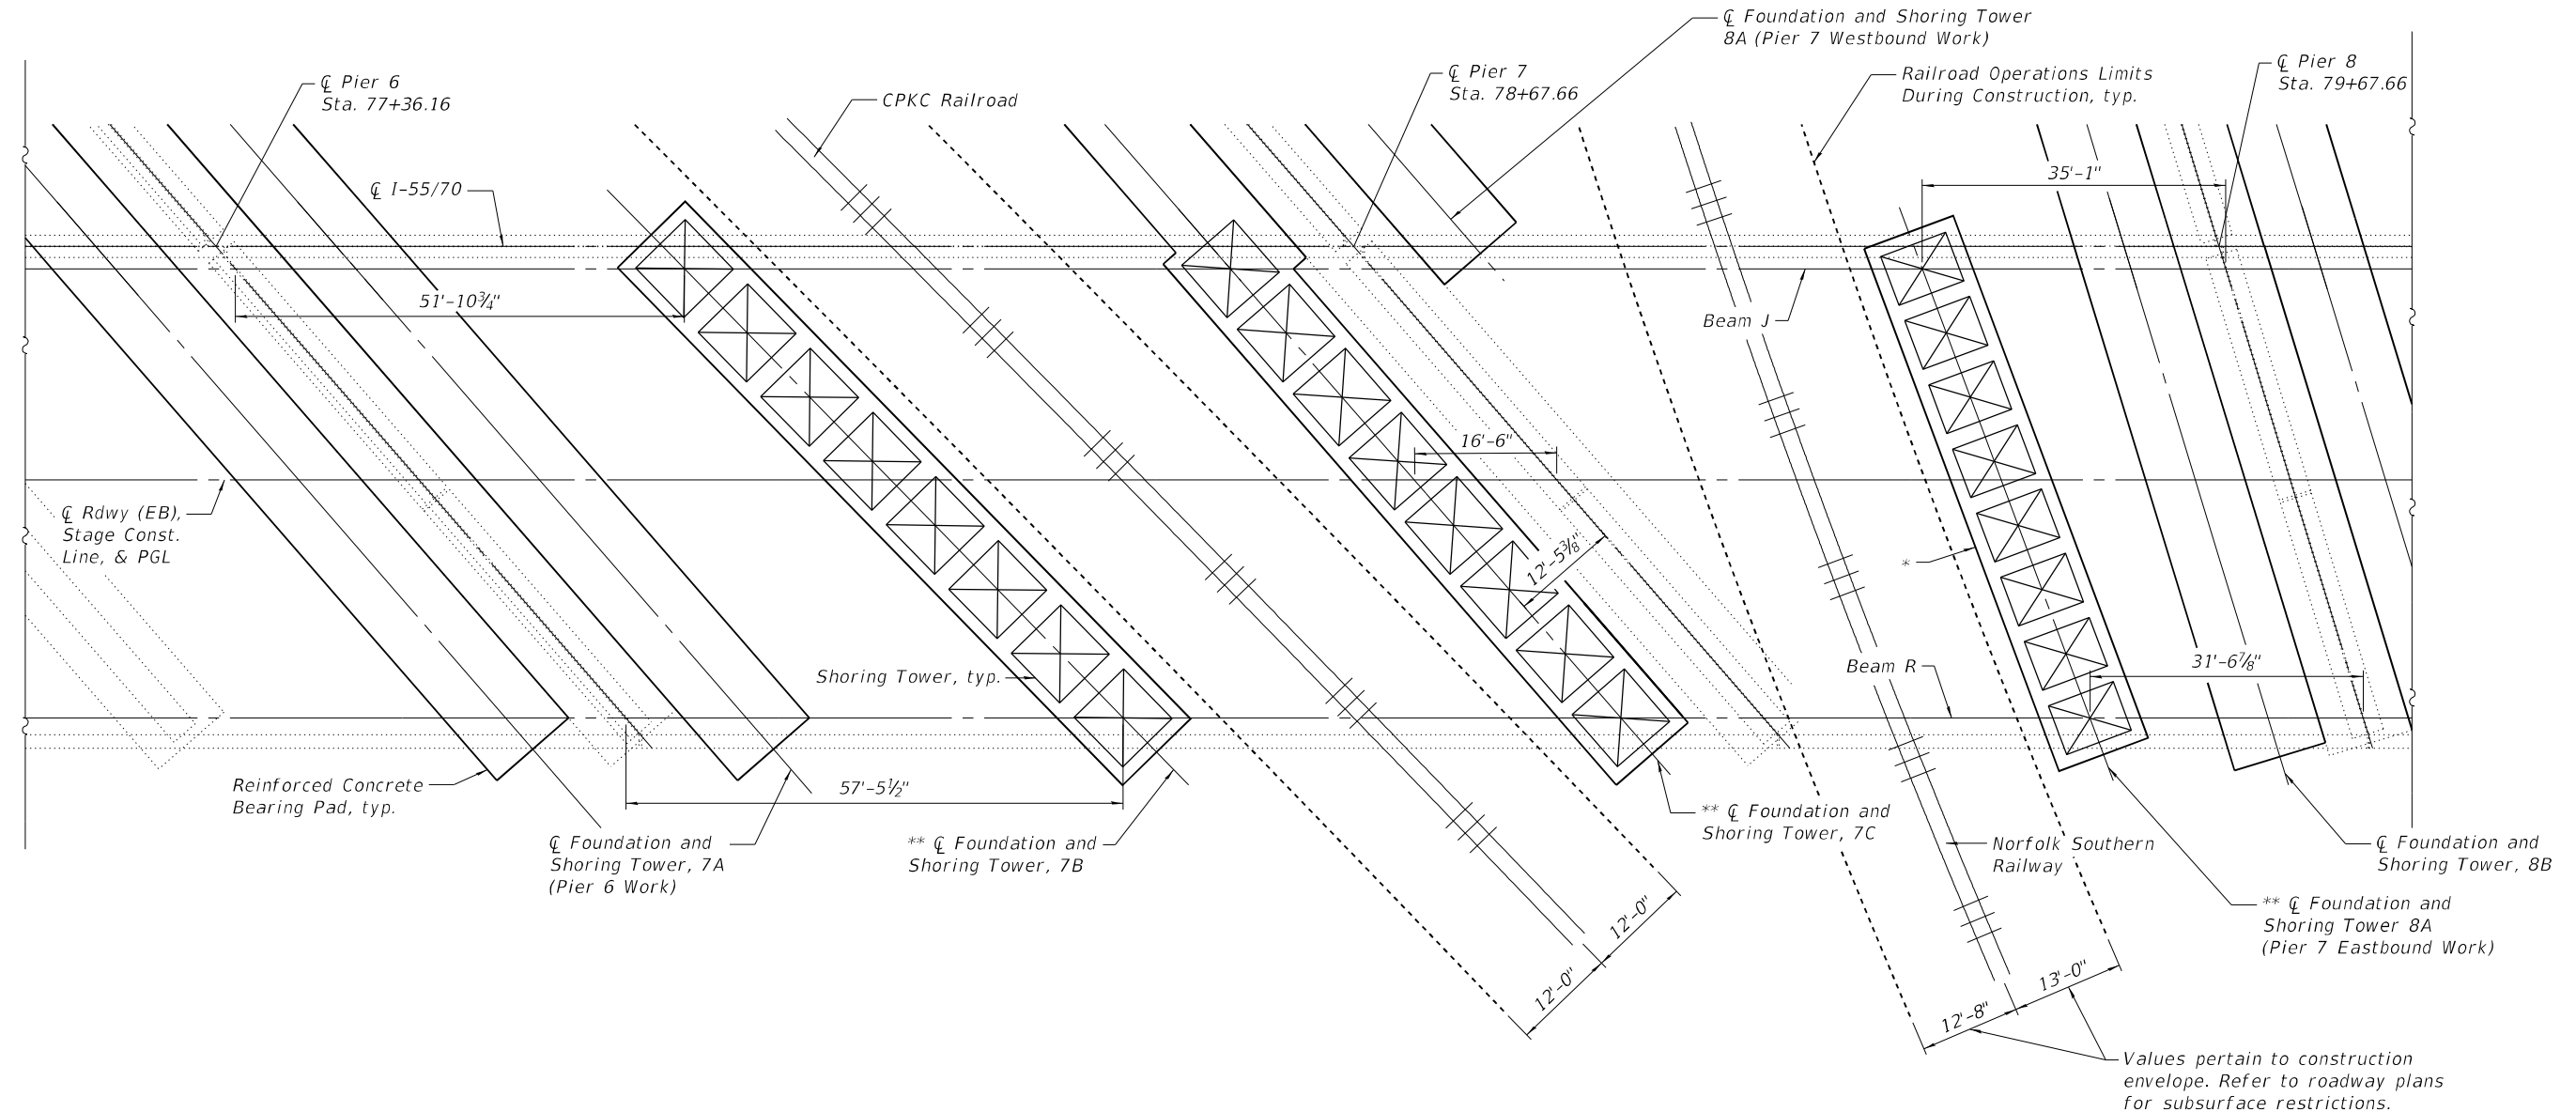 ℄ Foundation and Shoring Tower
8A (Pier 7 Westbound Work)
℄ Pier 6
Sta. 77+36.16
CPKC Railroad
℄ Pier 7
Sta. 78+67.66
Railroad Operations Limits
During Construction, typ.
℄ Pier 8
Sta. 79+67.66
℄ I-55/70
35'-1"
51'-10¾"
Beam J
16'-6"
℄ Rdwy (EB),
Stage Const.
Line, & PGL
12'-5⅜"
*
Shoring Tower, typ.
Beam R
31'-6⅞"
Reinforced Concrete
Bearing Pad, typ.
57'-5½"
℄ Foundation and
Shoring Tower, 7A
(Pier 6 Work)
** ℄ Foundation and
Shoring Tower, 7B
** ℄ Foundation and
Shoring Tower, 7C
Norfolk Southern
Railway
℄ Foundation and
Shoring Tower, 8B
** ℄ Foundation and
Shoring Tower 8A
(Pier 7 Eastbound Work)
12'-0"
12'-0"
13'-0"
12'-8"
Values pertain to construction
envelope. Refer to roadway plans
for subsurface restrictions.